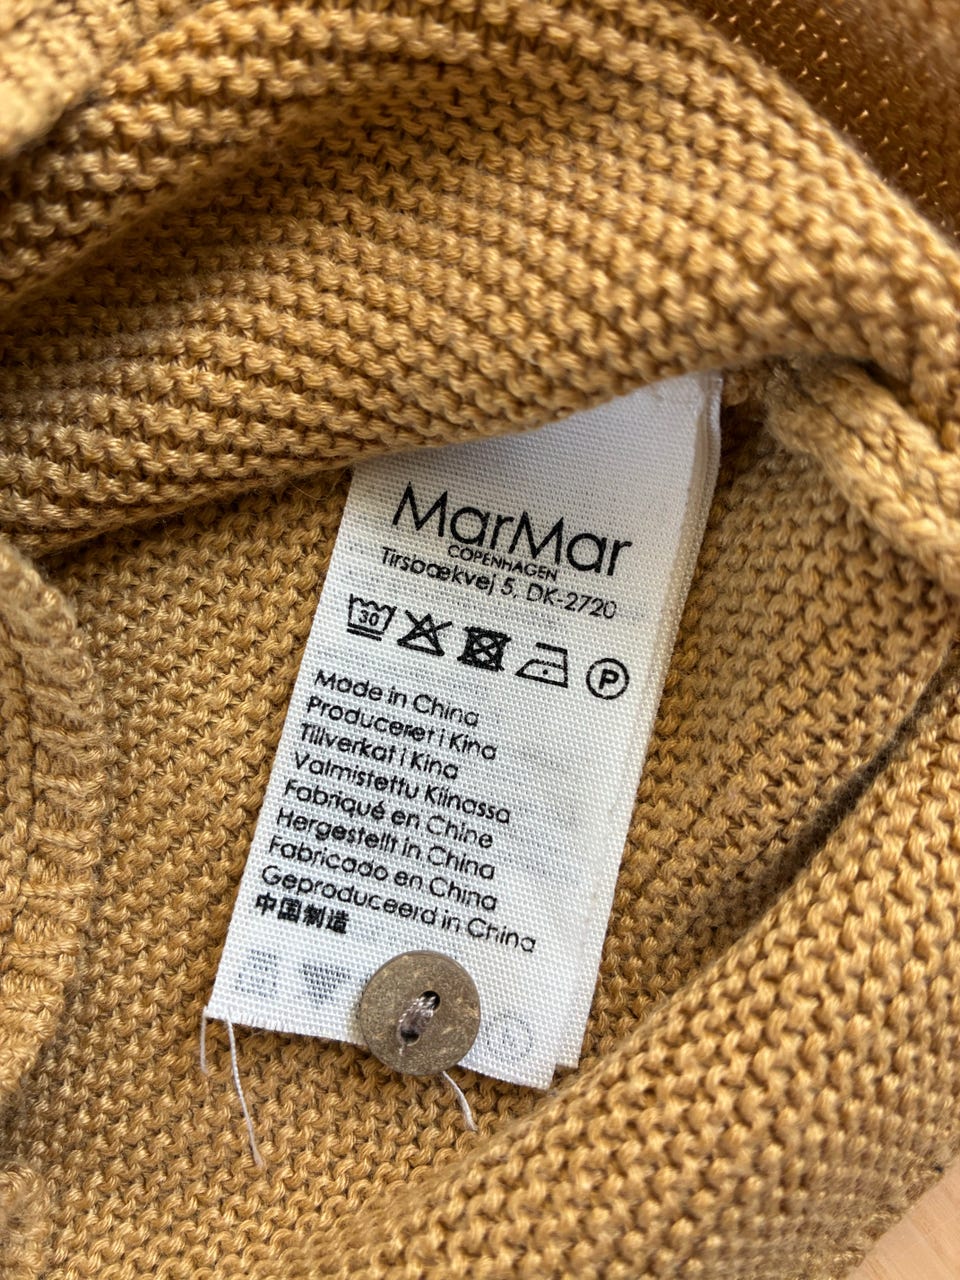 MarMar
COPENHAGEN
Tirsbækvej 5, DK-2720
30
P
Made in China
Produceret i Kina
Tillverkat i Kina
Valmistettu Kiinassa
Fabriqué en Chine
Hergestellt in China
Fabricado en China
Geproduceerd in China
中国制造